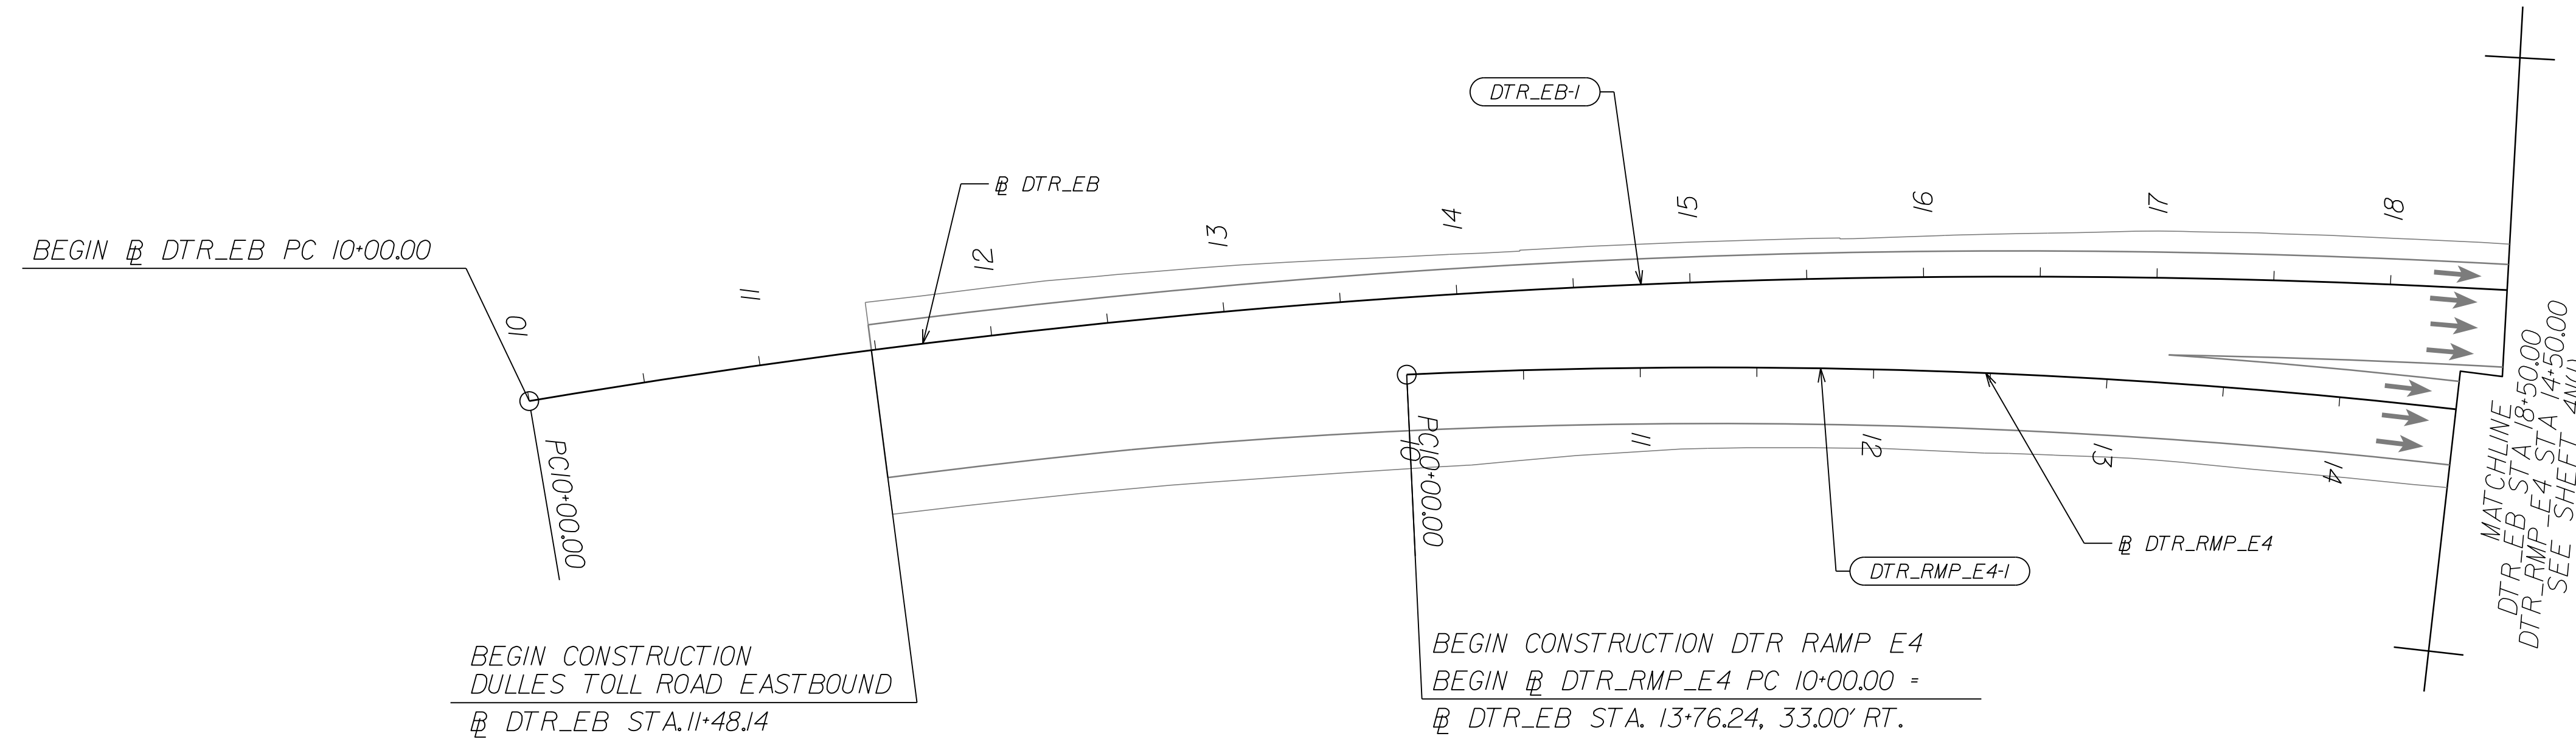 DTR_EB-1
℄ DTR_EB
BEGIN ℄ DTR_EB PC 10+00.00
10
11
12
13
14
15
16
17
18
PC10+00.00
BEGIN CONSTRUCTION
DULLES TOLL ROAD EASTBOUND
℄ DTR_EB STA.11+48.14
10
11
12
13
14
PC10+00.00
DTR_RMP_E4-1
℄ DTR_RMP_E4
BEGIN CONSTRUCTION DTR RAMP E4
BEGIN ℄ DTR_RMP_E4 PC 10+00.00 =
℄ DTR_EB STA. 13+76.24, 33.00' RT.
MATCHLINE
DTR_EB STA 18+50.00
DTR_RMP_E4 STA 14+50.00
SEE SHEET